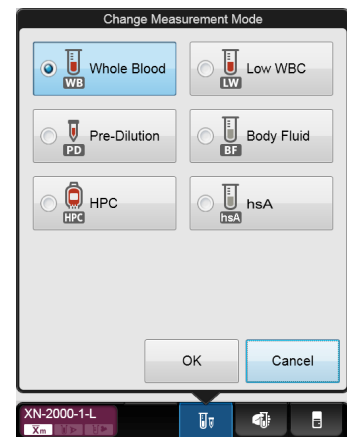 Change Measurement Mode
Whole Blood
WB
Low WBC
LW
Pre-Dilution
PD
Body Fluid
BF
HPC
HPC
hsA
hsA
OK
Cancel
XN-2000-1-L
Xm